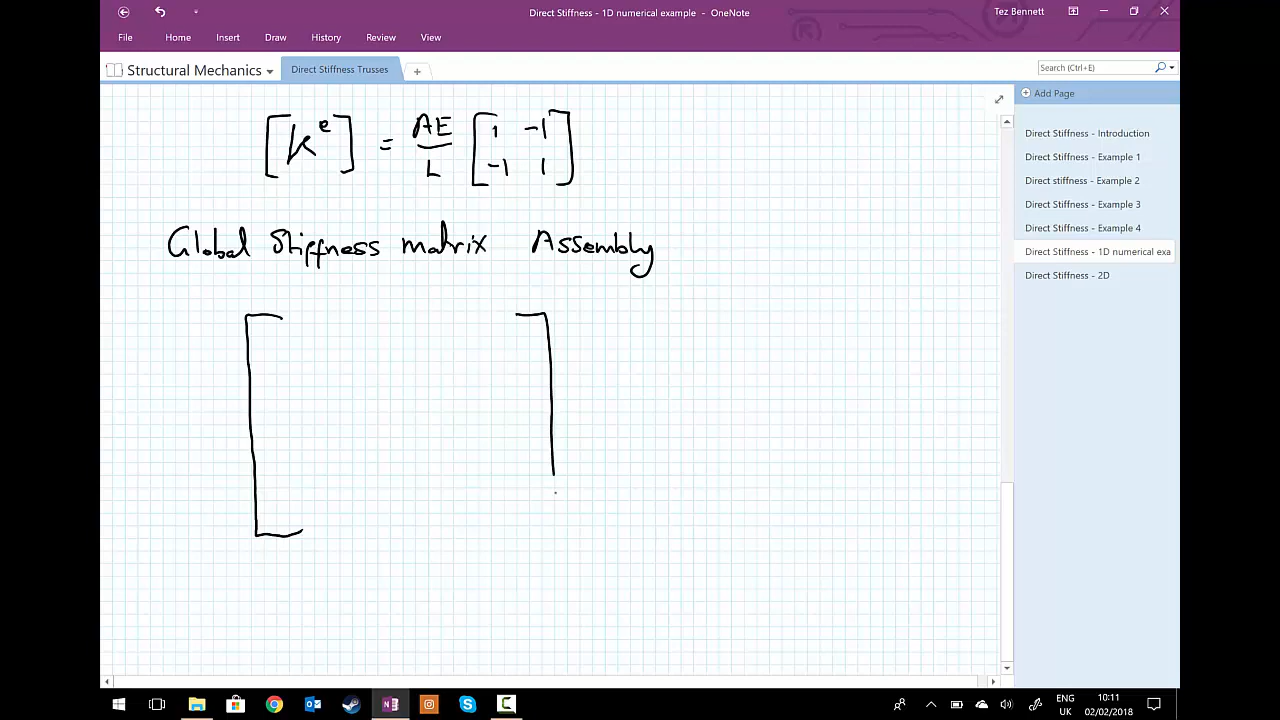 Direct Stiffness - 1D numerical example - OneNote
Tez Bennett
File Home Insert Draw History Review View
Structural Mechanics
Direct Stiffness Trusses
+
Search (Ctrl+E)
Add Page
Direct Stiffness - Introduction
Direct Stiffness - Example 1
Direct stiffness - Example 2
Direct Stiffness - Example 3
Direct Stiffness - Example 4
Direct Stiffness - 1D numerical exa
Direct Stiffness - 2D
[K^e] = AE/L [1 -1
-1 1]
Global Stiffness matrix Assembly
ENG
UK
10:11
02/02/2018